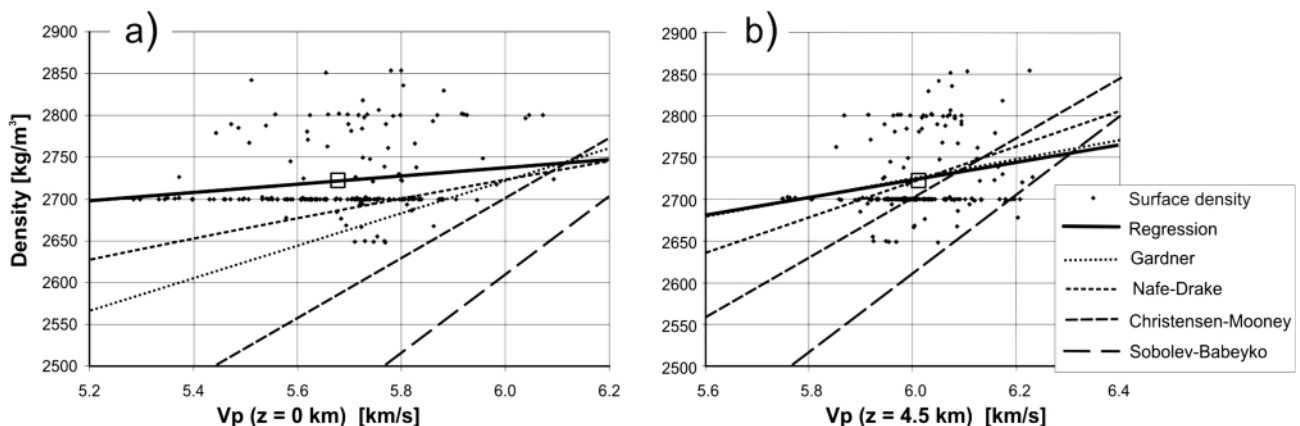 a)
Density [kg/m³]
2900
2850
2800
2750
2700
2650
2600
2550
2500
5.2 5.4 5.6 5.8 6.0 6.2
Vp (z = 0 km) [km/s]
b)
2900
2850
2800
2750
2700
2650
2600
2550
2500
5.6 5.8 6.0 6.2 6.4
Vp (z = 4.5 km) [km/s]
Surface density
Regression
Gardner
Nafe-Drake
Christensen-Mooney
Sobolev-Babeyko